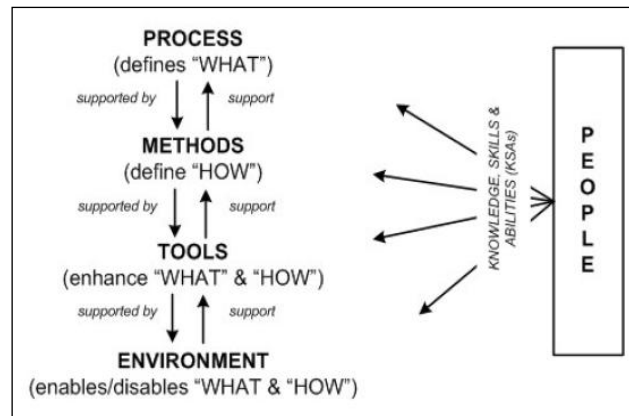 PROCESS
(defines “WHAT”)
supported by support
METHODS
(define “HOW”)
supported by support
TOOLS
(enhance “WHAT” & “HOW”)
supported by support
ENVIRONMENT
(enables/disables “WHAT & “HOW”)
KNOWLEDGE, SKILLS &
ABILITIES (KSAs)
PEOPLE